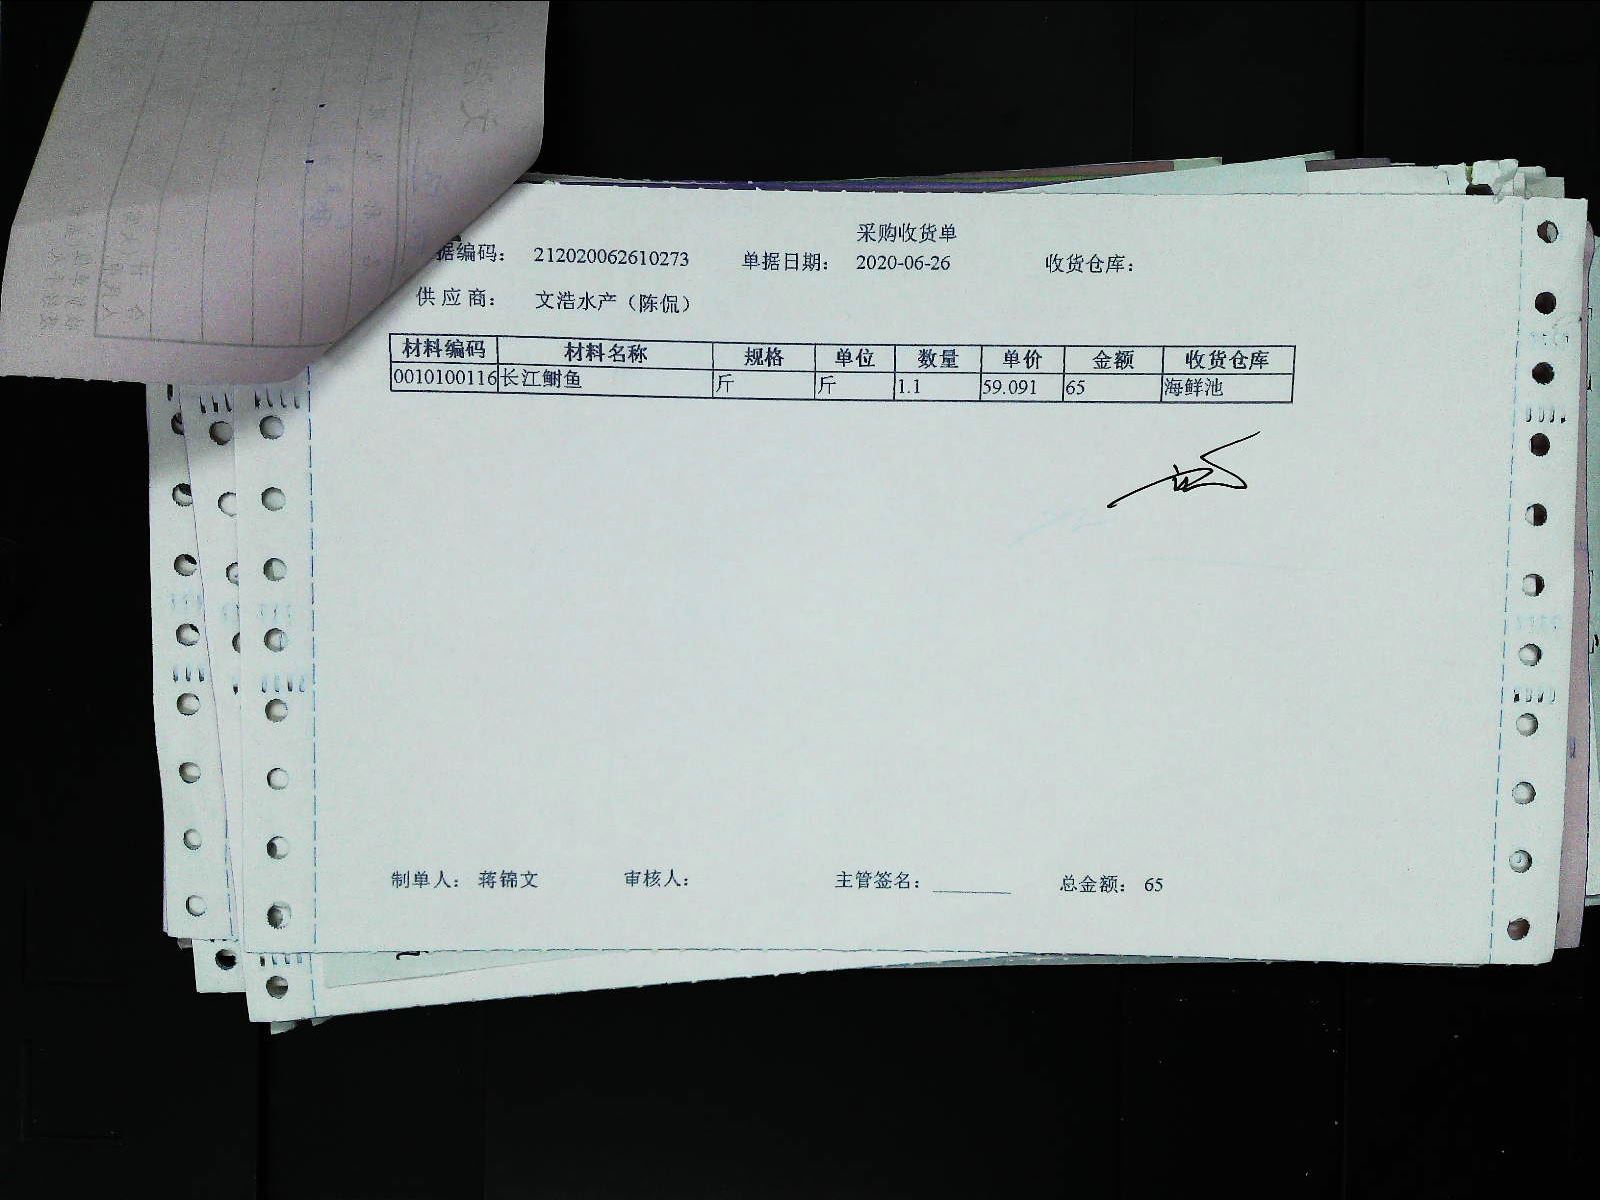 采购收货单
据编码： 212020062610273 单据日期： 2020-06-26 收货仓库：
供应商： 文浩水产（陈侃）
材料编码 材料名称 规格 单位 数量 单价 金额 收货仓库
0010100116 长江鲥鱼 斤 斤 1.1 59.091 65 海鲜池
制单人： 蒋锦文 审核人： 主管签名： 总金额： 65